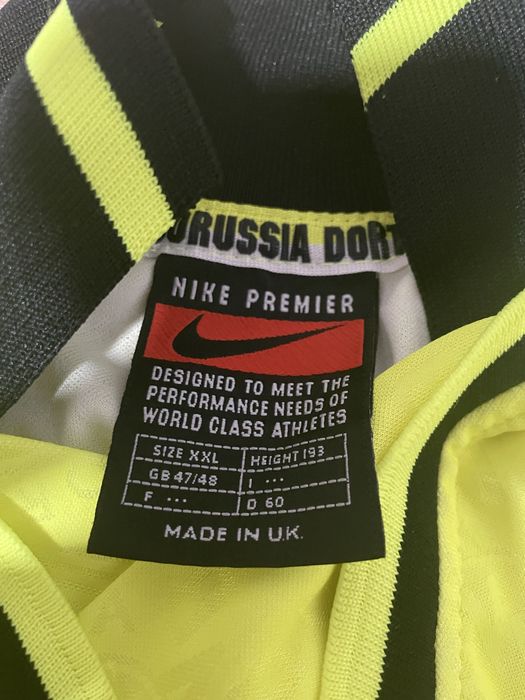 ORUSSIA DORT
NIKE PREMIER
DESIGNED TO MEET THE
PERFORMANCE NEEDS OF
WORLD CLASS ATHLETES
SIZE XXL HEIGHT 193
GB 47/48 I ...
F ... D 60
MADE IN U.K.